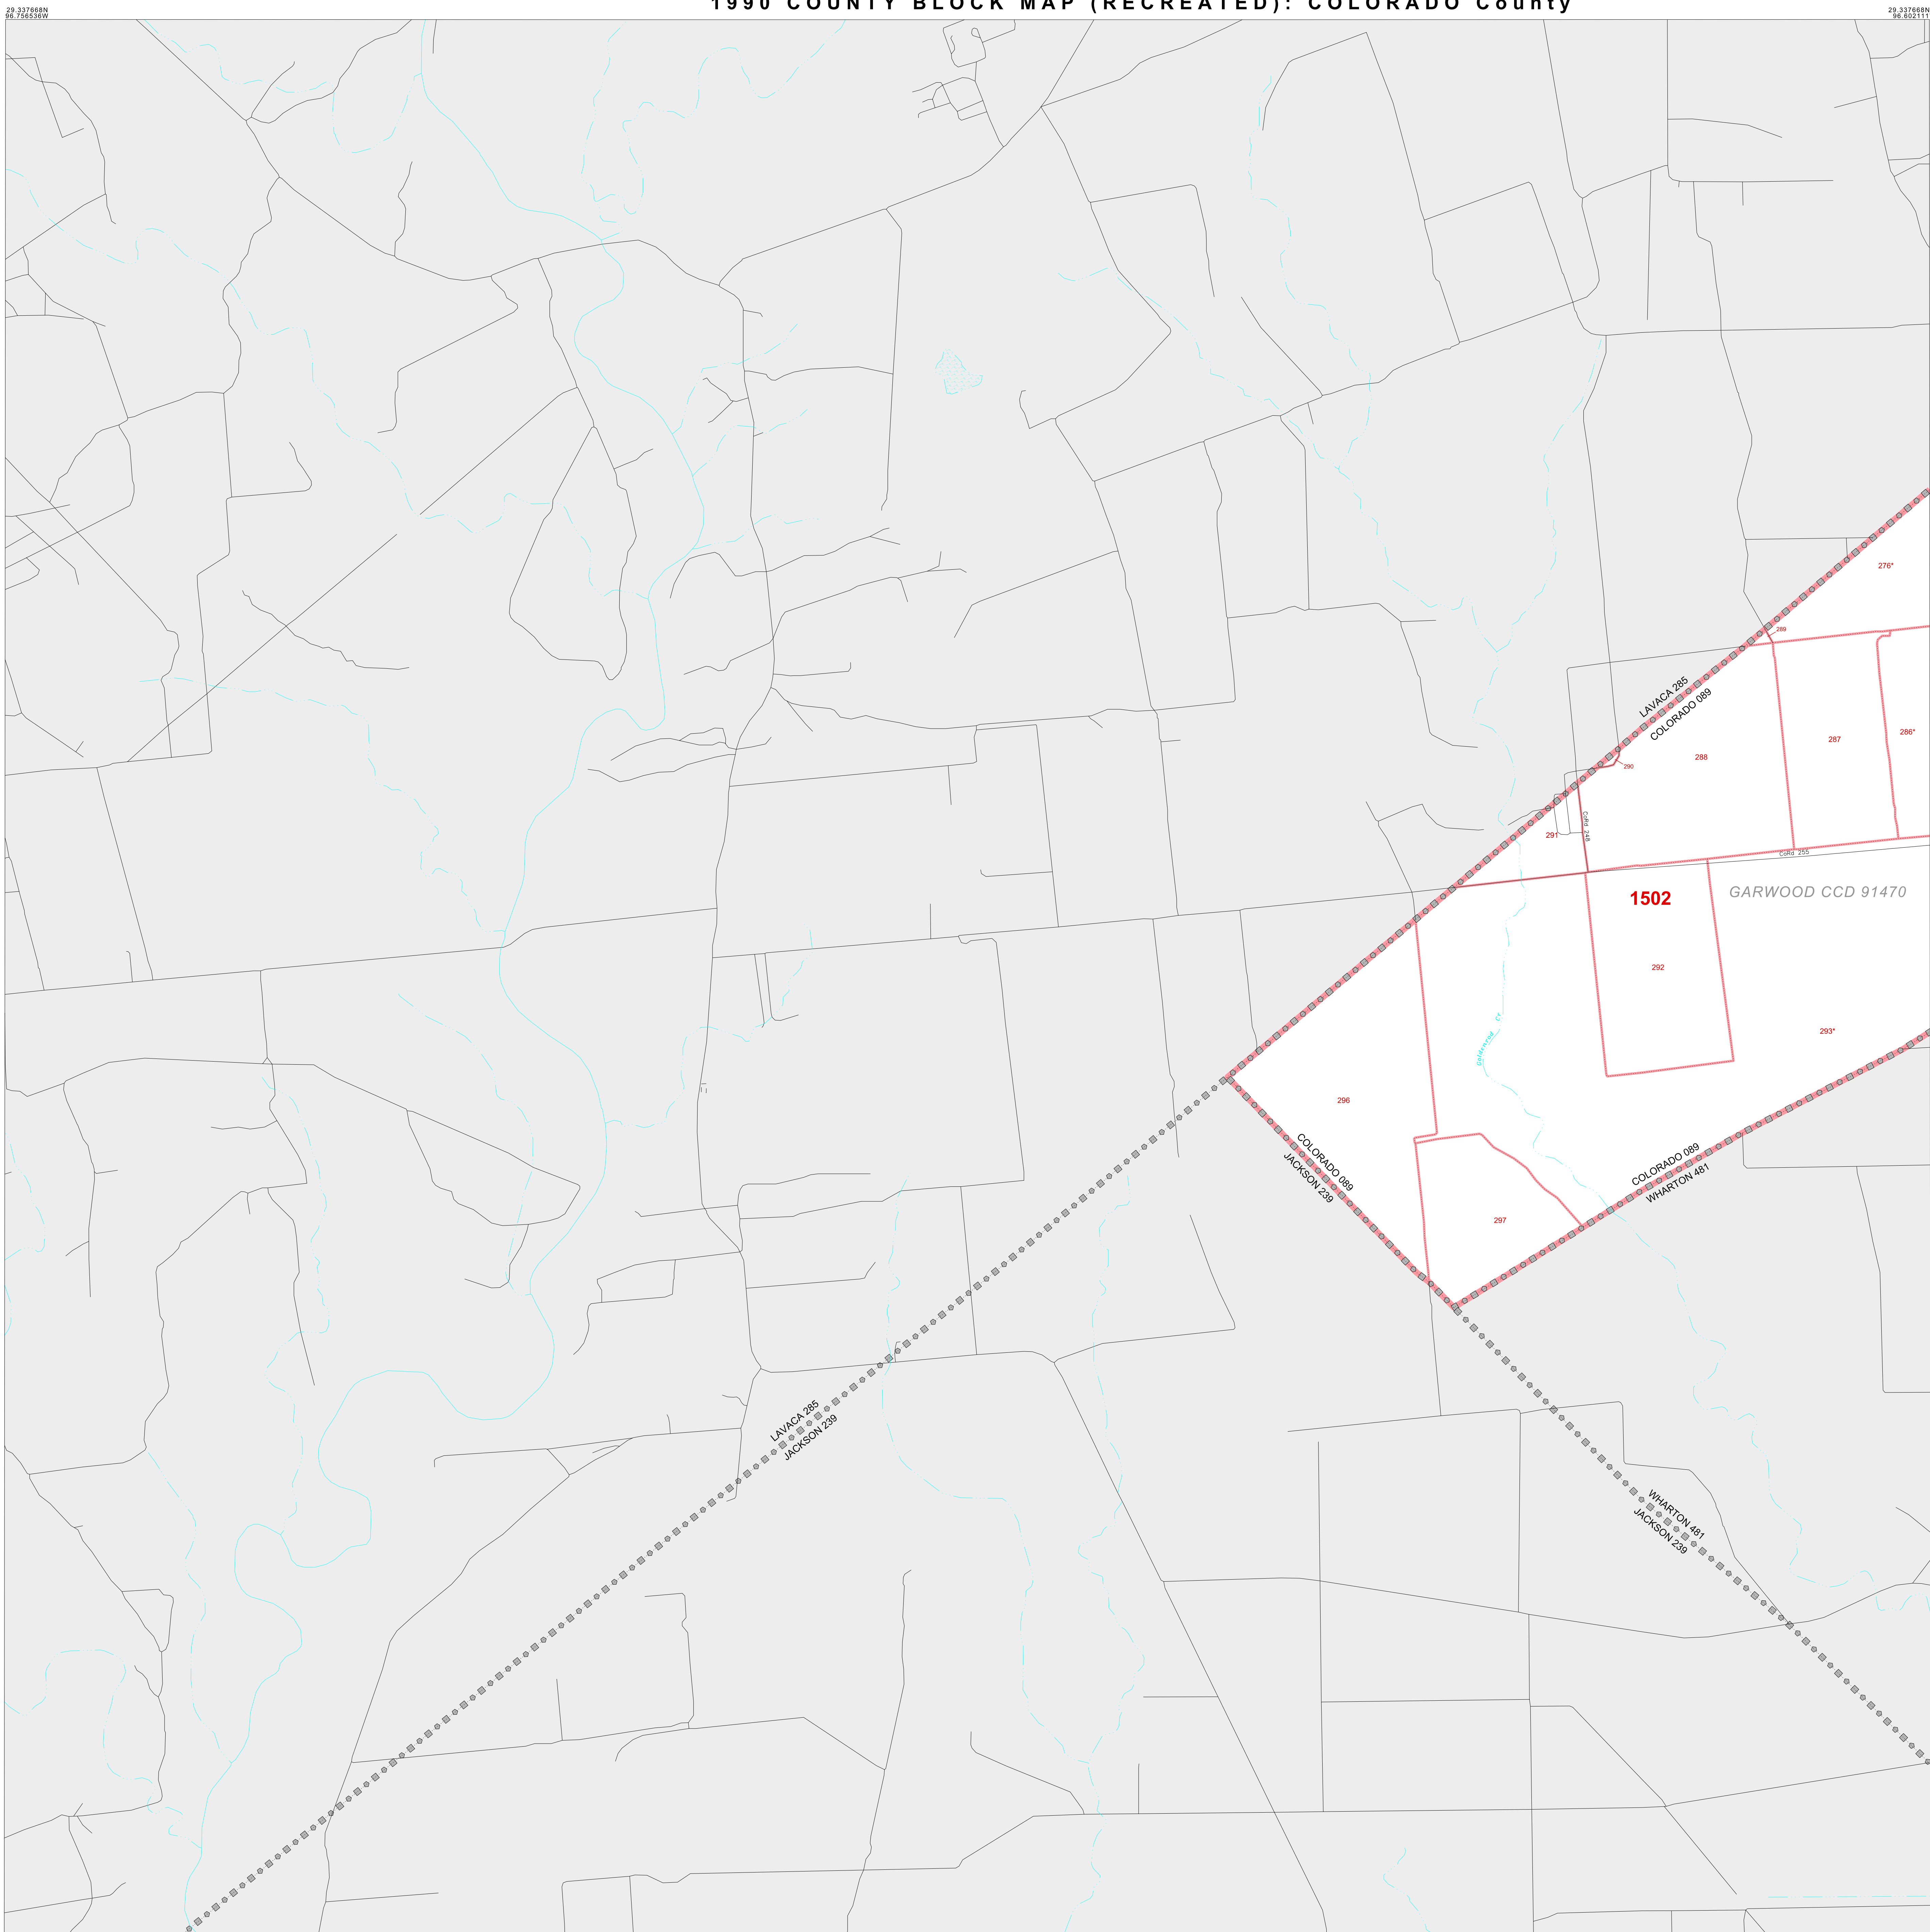 1990 COUNTY BLOCK MAP (RECREATED): COLORADO County
29.337668N
96.756536W
29.337668N
96.602111
276*
289
LAVACA 285
COLORADO 089
286*
287
288
290
CoRd 248
291
CoRd 255
1502
GARWOOD CCD 91470
292
293*
296
COLORADO 089
JACKSON 239
COLORADO 089
WHARTON 481
297
LAVACA 285
JACKSON 239
WHARTON 481
JACKSON 239